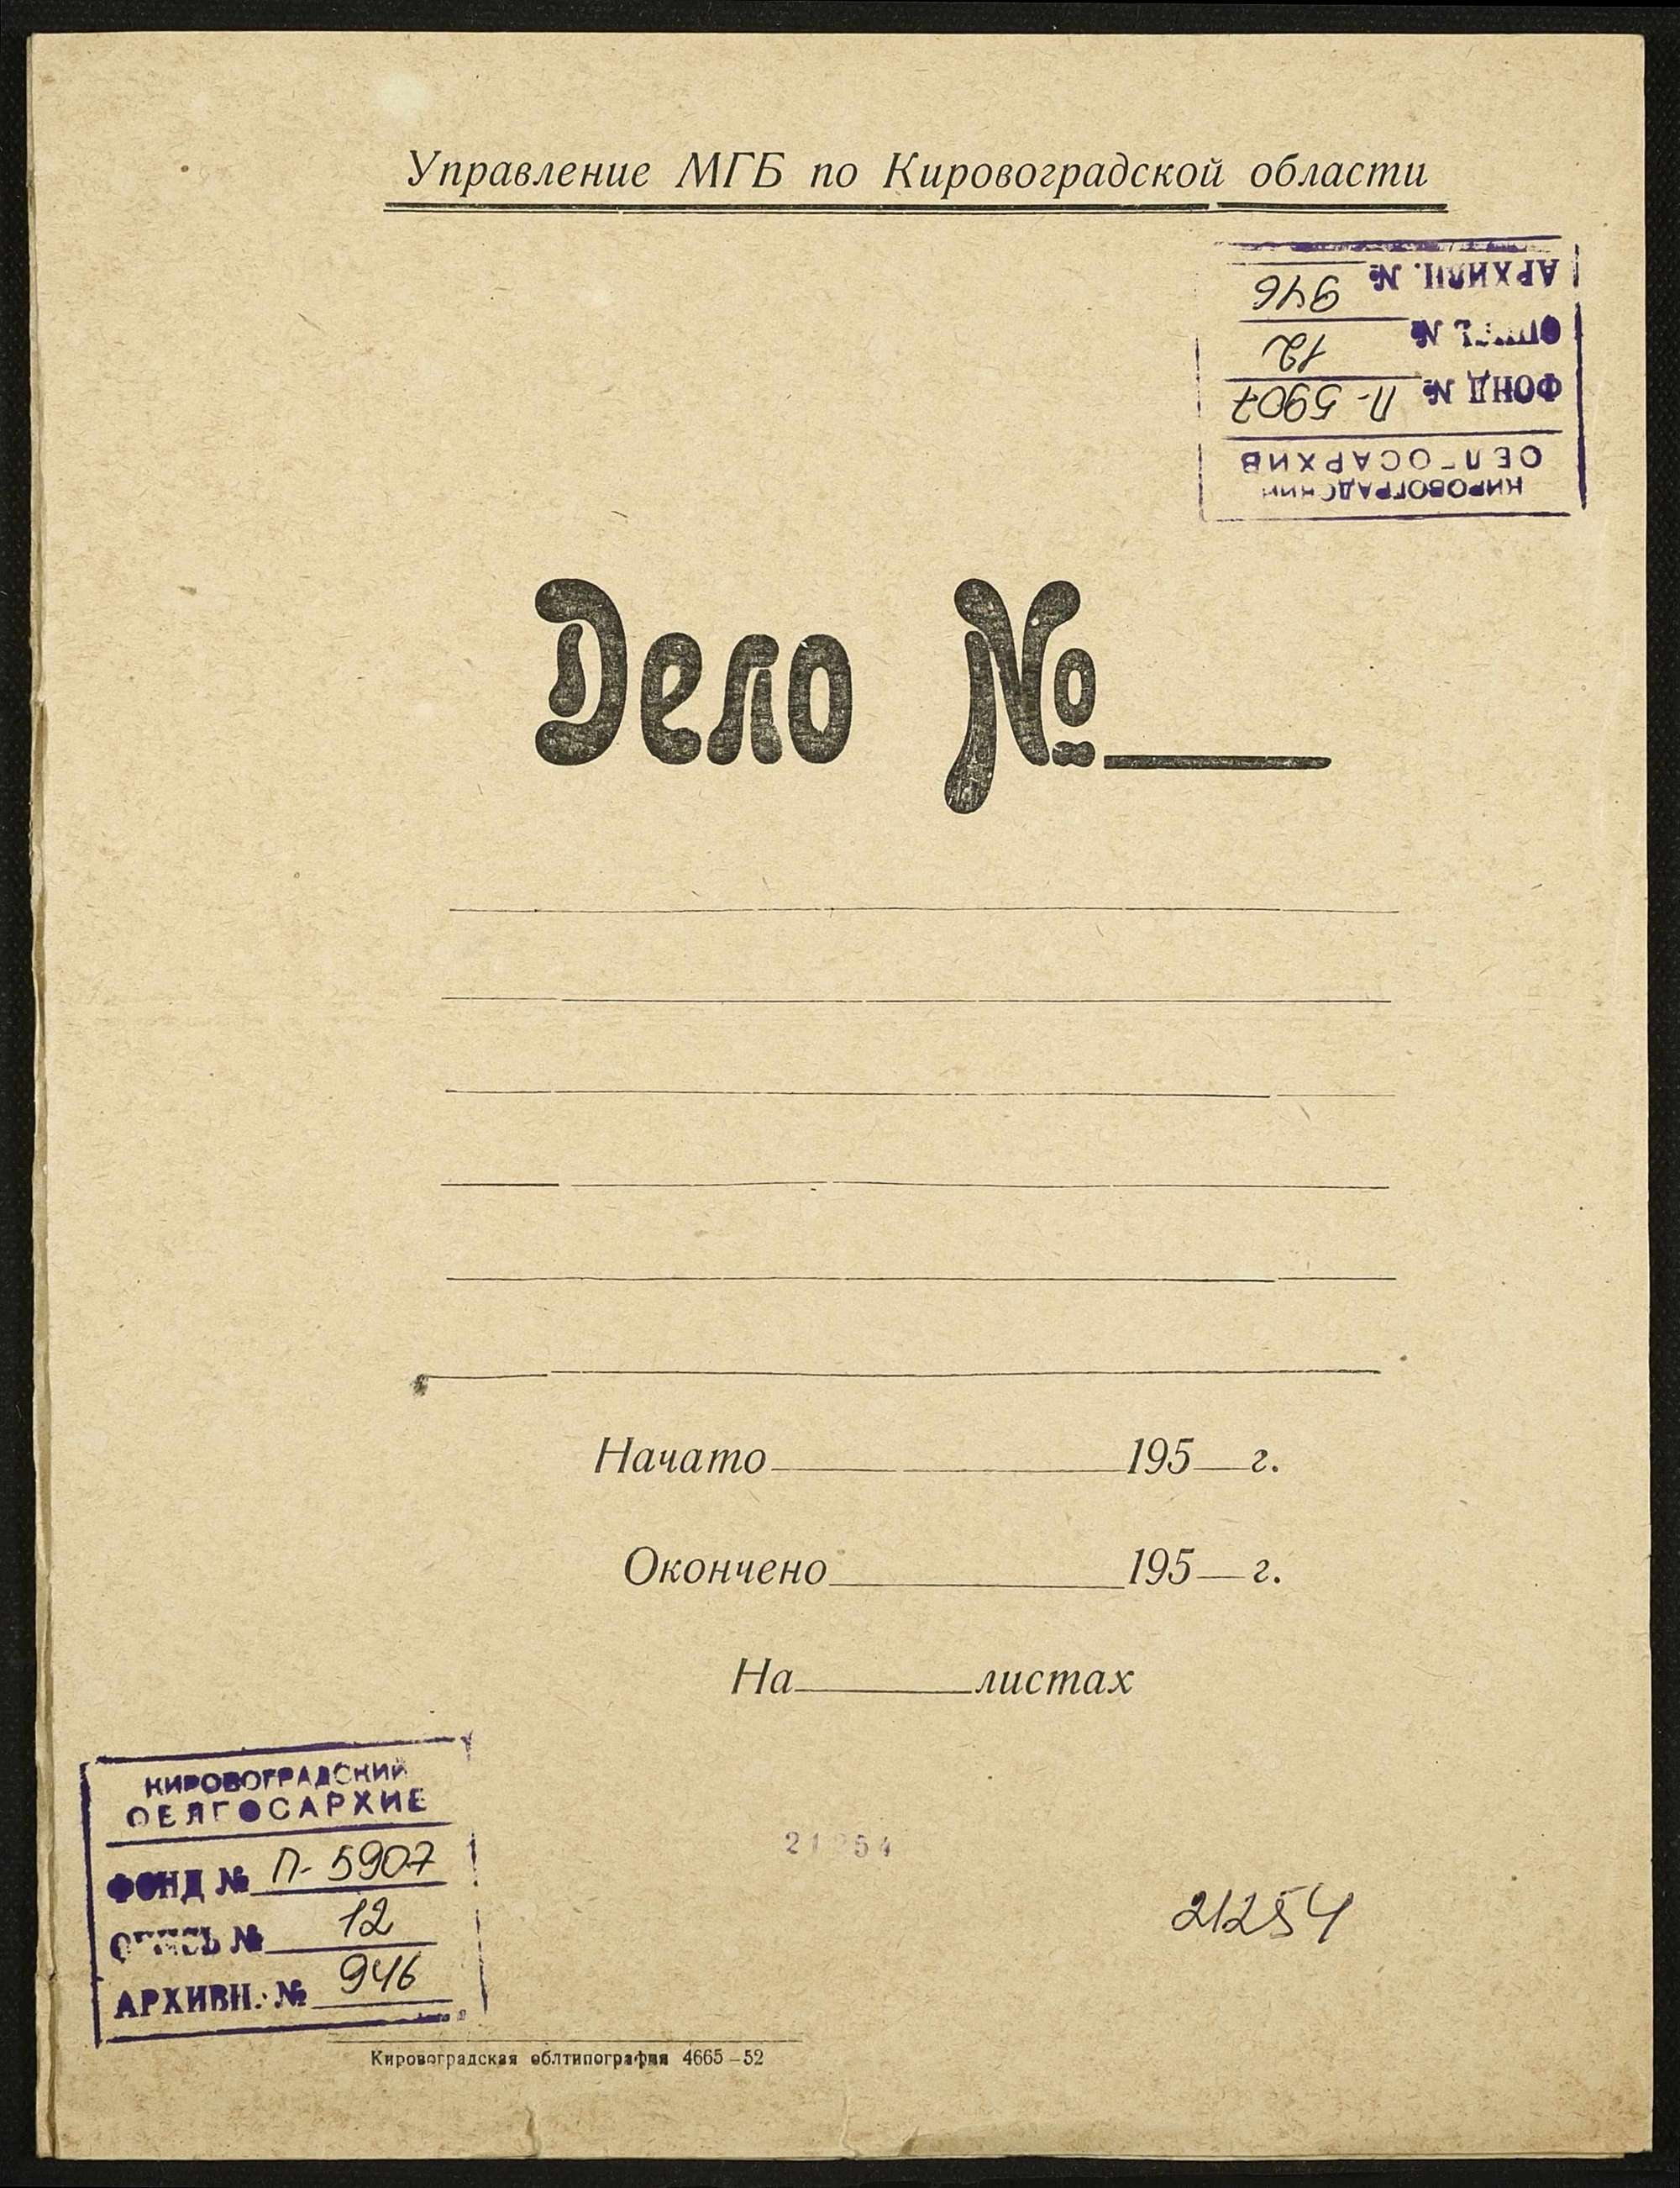 Управление МГБ по Кировоградской области
КИРОВОГРАДСКИЙ
ОБЛГОСАРХИВ
ФОНД № П-5907
ОПИСЬ № 12
АРХИВН. № 946
Дело №
Начато 195 г.
Окончено 195 г.
На листах
КИРОВОГРАДСКИЙ
ОБЛГОСАРХИВ
ФОНД № П-5907
ОПИСЬ № 12
АРХИВН. № 946
21254
21254
Кировоградская облтипография 4665-52